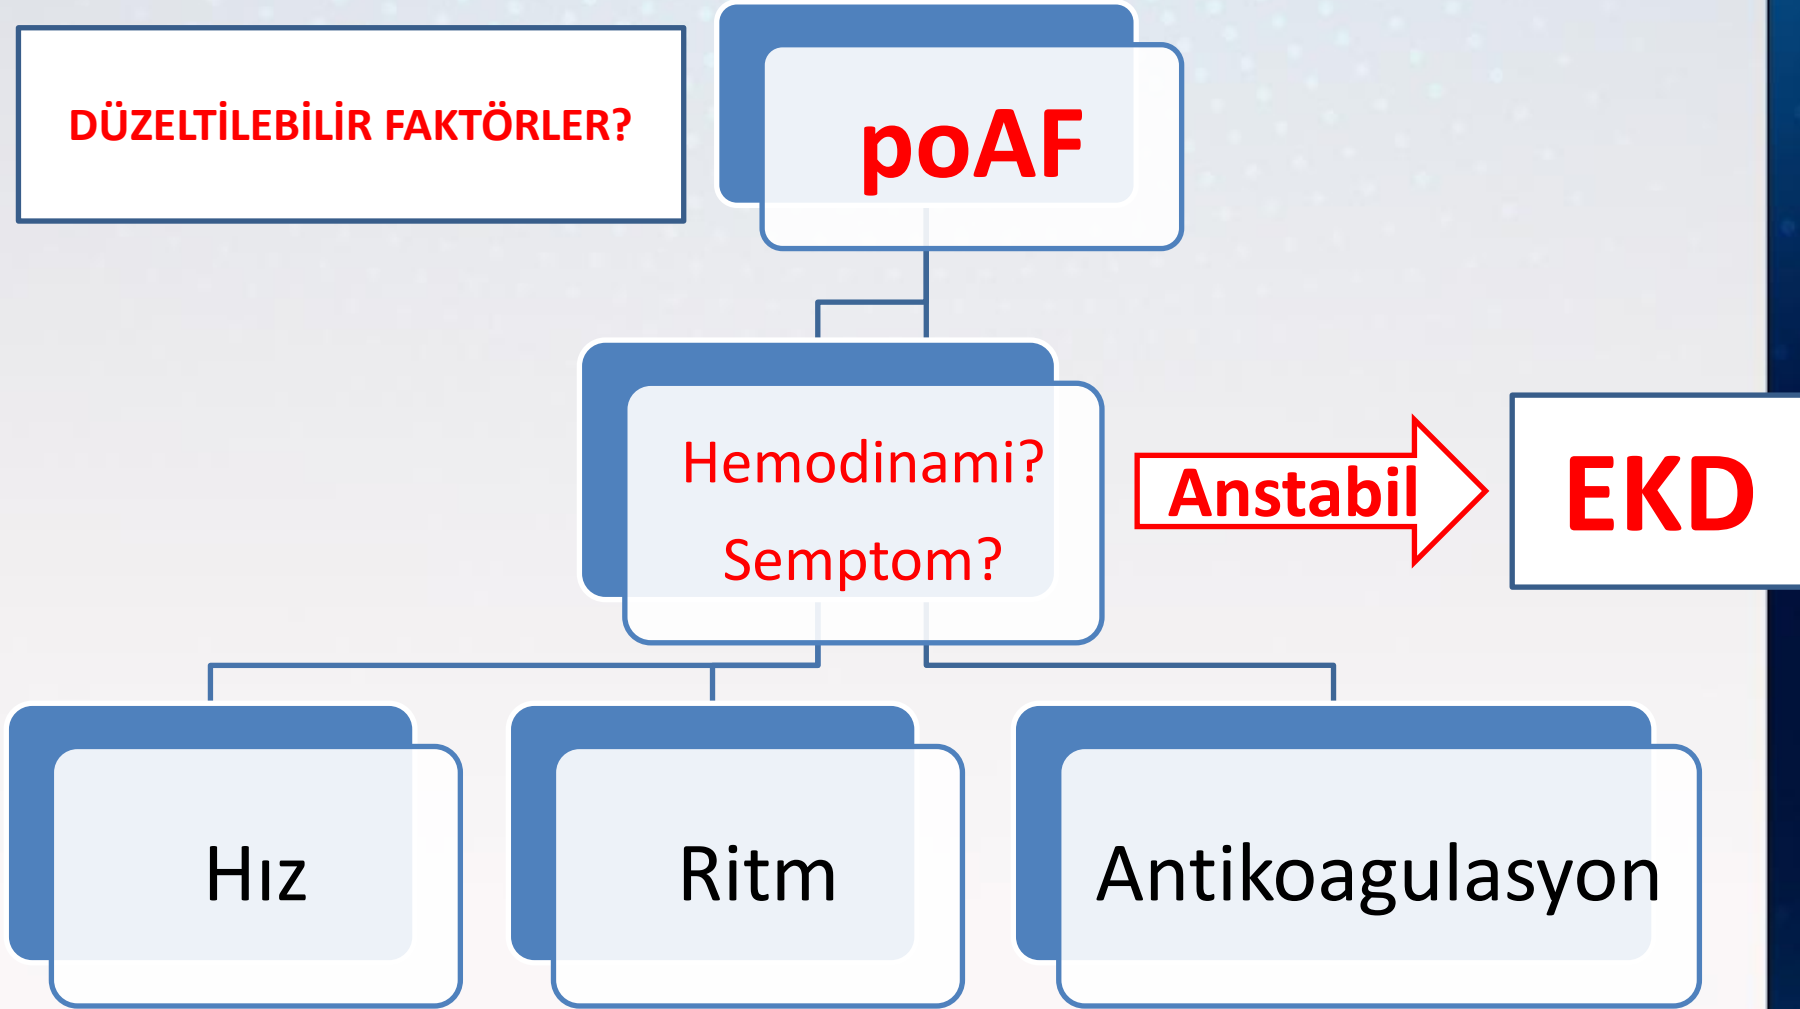 DÜZELTİLEBİLİR FAKTÖRLER?
poAF
Hemodinami?
Semptom?
Anstabil
EKD
Hız
Ritm
Antikoagulasyon